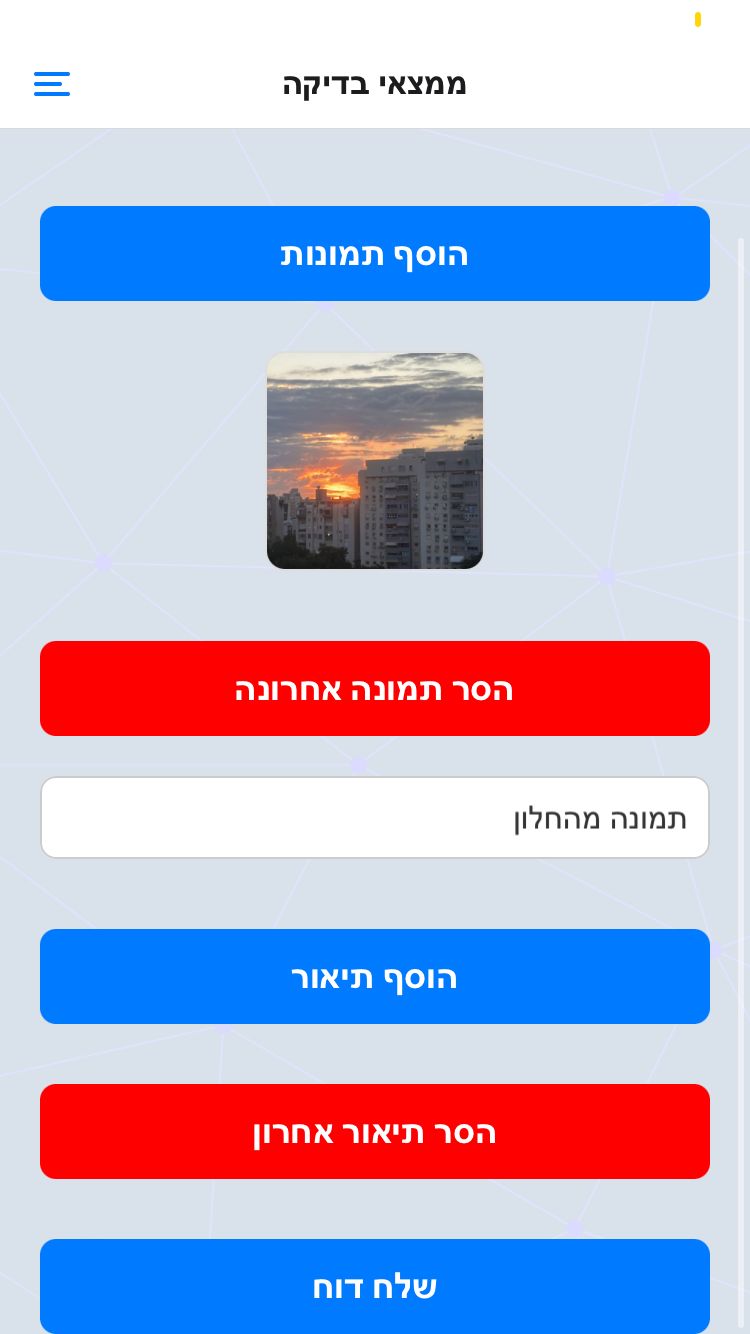 ממצאי בדיקה
הוסף תמונות
הסר תמונה אחרונה
תמונה מהחלון
הוסף תיאור
הסר תיאור אחרון
שלח דוח